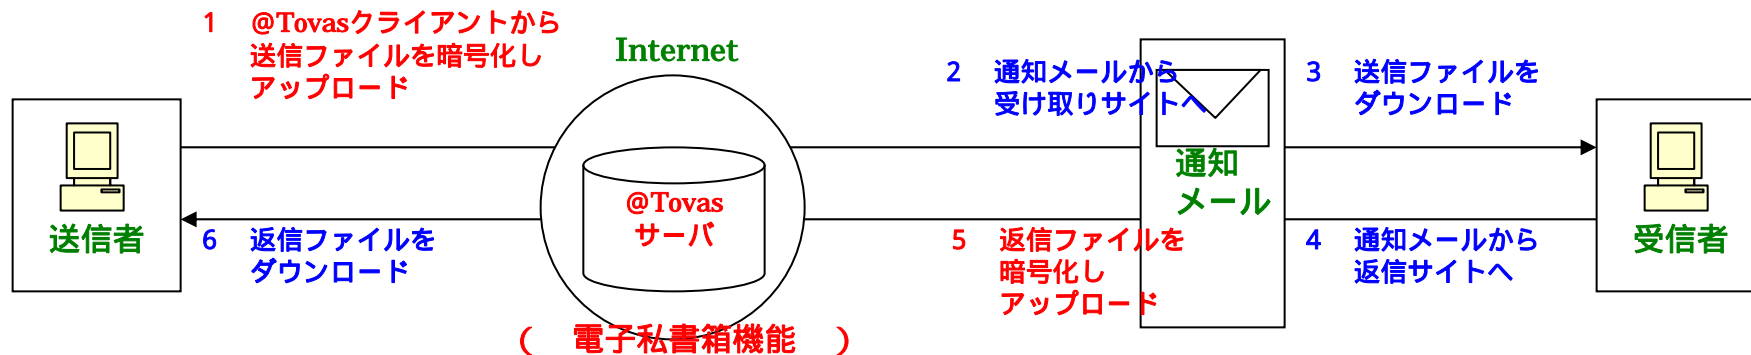 1 @Tovasクライアントから
送信ファイルを暗号化し
アップロード
Internet
2 通知メールから
受け取りサイトへ
3 送信ファイルを
ダウンロード
通知
メール
@Tovas
サーバ
送信者
受信者
6 返信ファイルを
ダウンロード
5 返信ファイルを
暗号化し
アップロード
4 通知メールから
返信サイトへ
( 電子私書箱機能 )